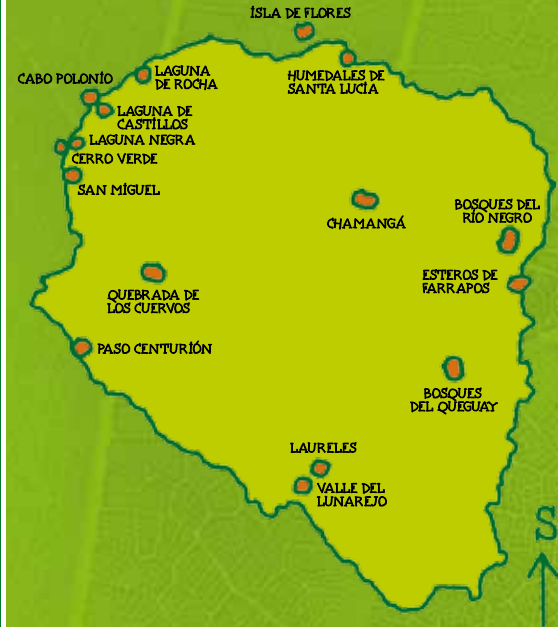 ISLA DE FLORES
LAGUNA
DE ROCHA
HUMEDALES DE
SANTA LUCÍA
CABO POLONIO
LAGUNA DE
CASTILLOS
LAGUNA NEGRA
CERRO VERDE
SAN MIGUEL
CHAMANGÁ
BOSQUES DEL
RÍO NEGRO
ESTEROS DE
FARRAPOS
QUEBRADA DE
LOS CUERVOS
PASO CENTURIÓN
BOSQUES
DEL QUEGUAY
LAURELES
VALLE DEL
LUNAREJO
S